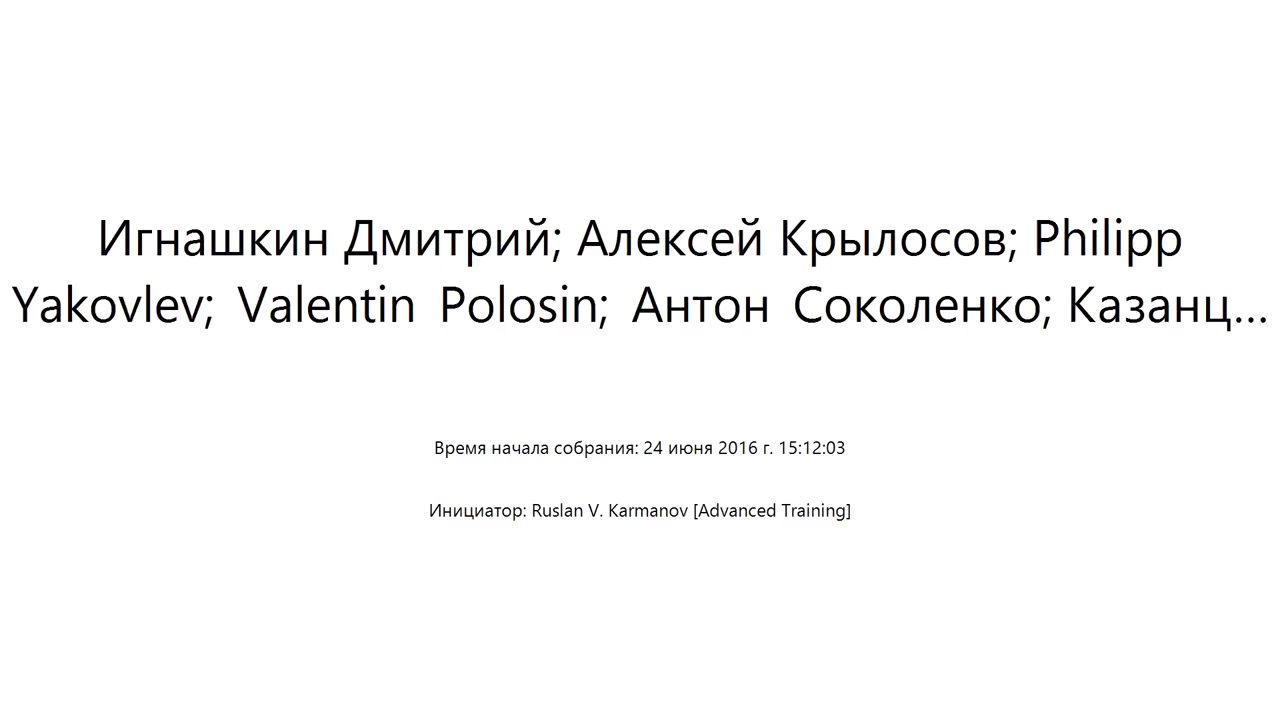 Игнашкин Дмитрий; Алексей Крылосов; Philipp
Yakovlev; Valentin Polosin; Антон Соколенко; Казанц...
Время начала собрания: 24 июня 2016 г. 15:12:03
Инициатор: Ruslan V. Karmanov [Advanced Training]